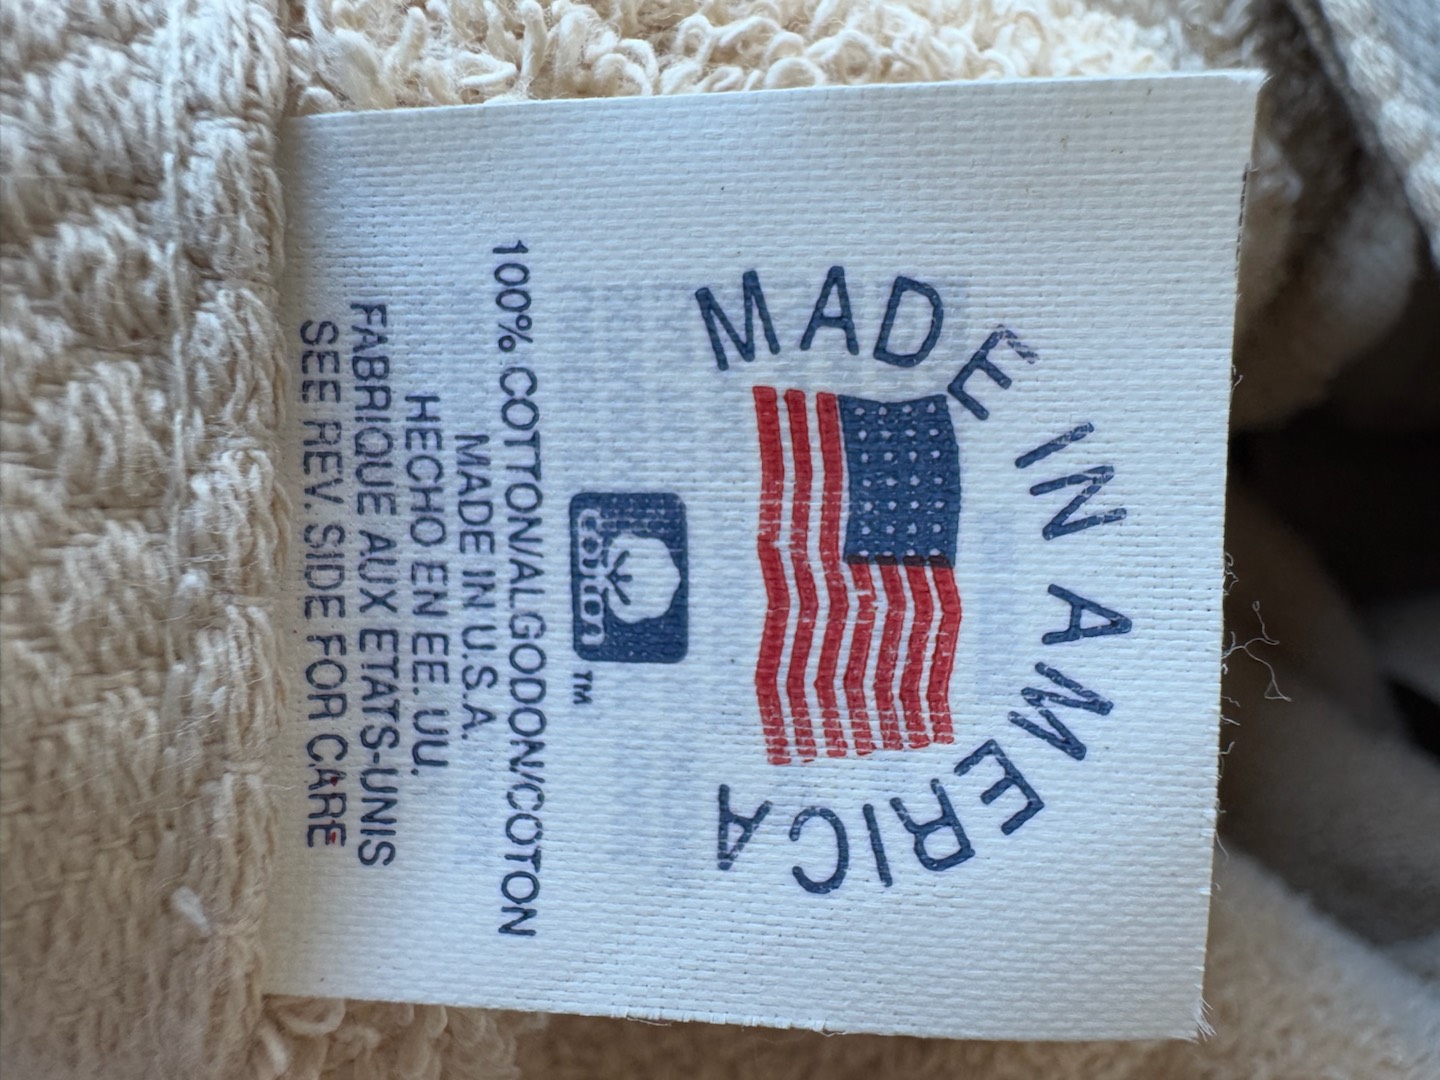 MADE IN AMERICA
cotton
TM
100% COTTON/ALGODON/COTON
MADE IN U.S.A.
HECHO EN EE. UU.
FABRIQUE AUX ETATS-UNIS
SEE REV. SIDE FOR CARE